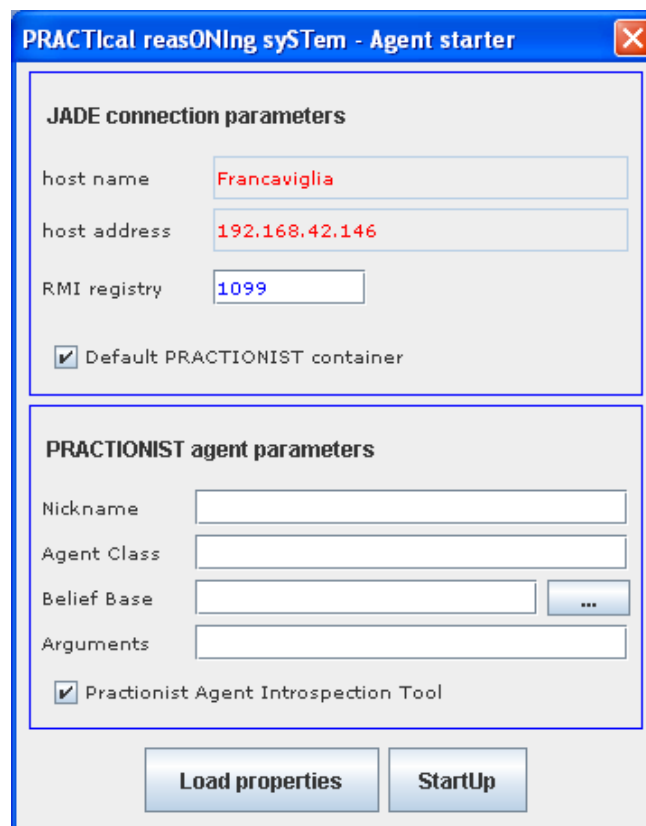 PRACTIcal reasONIng sySTem - Agent starter
JADE connection parameters
host name Francaviglia
host address 192.168.42.146
RMI registry 1099
Default PRACTIONIST container
PRACTIONIST agent parameters
Nickname
Agent Class
Belief Base ...
Arguments
Practionist Agent Introspection Tool
Load properties StartUp